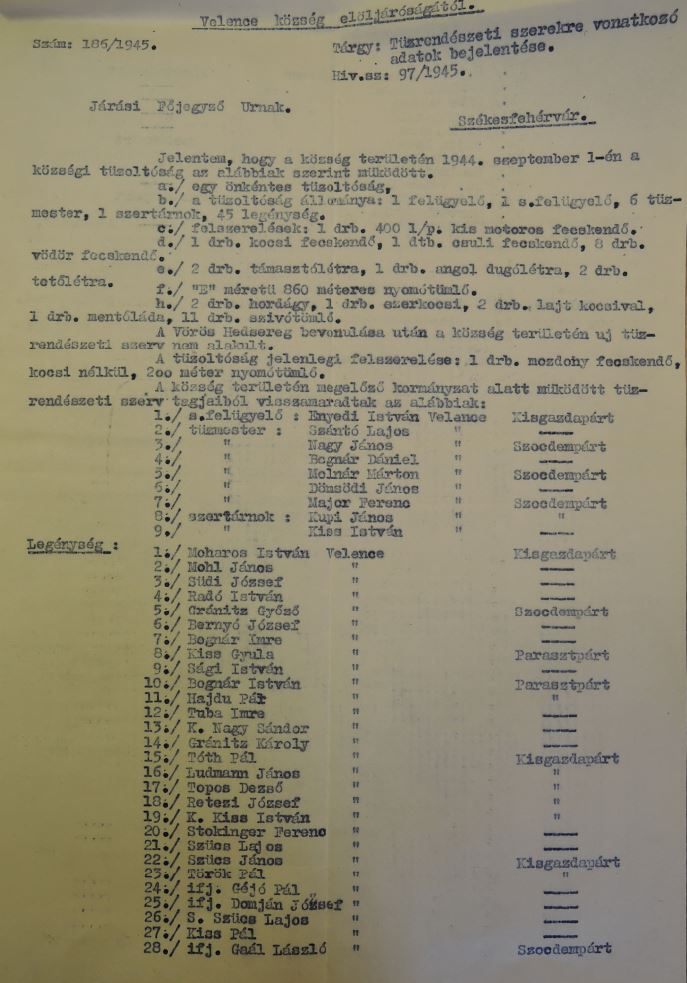 Velence község elöljáróságától.
Szám: 186/1945.
Tárgy: Tüzrendészeti szerekre vonatkozó
adatok bejelentése.
Hiv.sz: 97/1945.
Járási Főjegyző Urnak.
Székesfehérvár.
Jelentem, hogy a község területén 1944. szeptember 1-én a
községi tüzoltóság az alábbiak szerint müködött.
a./ egy önkéntes tüzoltóság,
b./ a tüzoltóság állománya: 1 felügyelő, 1 s.felügyelő, 6 tüz-
mester, 1 szertárnok, 45 legénység.
c./ felszerelések: 1 drb. 400 l/p. kis motoros fecskendő.
d./ 1 drb. kocsi fecskendő, 1 dtb. csuli fecskendő, 8 drb.
vödör fecskendő.
e./ 2 drb. támasztólétra, 1 drb. angol dugólétra, 2 drb.
tetőlétra.
f./ "E" méretü 860 méteres nyomótümlő.
h./ 2 drb. hordágy, 1 drb. szerkocsi, 2 drb. lajt kocsival,
1 drb. mentőláda, 11 drb. szivótömlő.
A Vörös Hedsereg bevonulása után a község területén uj tüz-
rendészeti szerv nem alakult.
A tüzoltóság jelenlegi felszerelése: 1 drb. mozdony fecskendő,
kocsi nélkül, 2oo méter nyomótümlő.
A község területén megelőző kormányzat alatt müködött tüz-
rendészeti szerv tagjaiból visszamaradtak az alábbiak:
1./ s.felügyelő : Enyedi István Velence Kisgazdapárt
2./ tüzmester : Szántó Lajos " ——
3./ " Nagy János " Szocdempárt
4./ " Bognár Dániel " ——
5./ " Molnár Márton " Szocdempárt
6./ " Dömsödi János " ——
7./ " Major Ferenc " Szocdempárt
8./ szertárnok : Kupi János " "
9./ " Kiss István " ——
Legénység :
1./ Moharos István Velence Kisgazdapárt
2./ Mohl János " ——
3./ Südi József " ——
4./ Radó István " ——
5./ Gránitz Győző " Szocdempárt
6./ Bernyó József " ——
7./ Bognár Imre " ——
8./ Kiss Gyula " Parasztpárt
9./ Sági István " ——
10./ Bognár István " Parasztpárt
11./ Hajdu Pál " "
12./ Tuba Imre " ——
13./ K. Nagy Sándor " ——
14./ Gránitz Károly " ——
15./ Tóth Pál " Kisgazdapárt
16./ Ludmann János " "
17./ Topos Dezső " "
18./ Retezi József " "
19./ K. Kiss István " "
20./ Stokinger Ferenc " ——
21./ Szücs Lajos " ——
22./ Szücs János " Kisgazdapárt
23./ Török Pál " "
24./ ifj. Géjó Pál " ——
25./ ifj. Domján József " ——
26./ S. Szücs Lajos " ——
27./ Kiss Pál " ——
28./ ifj. Gaál László " Szocdempárt